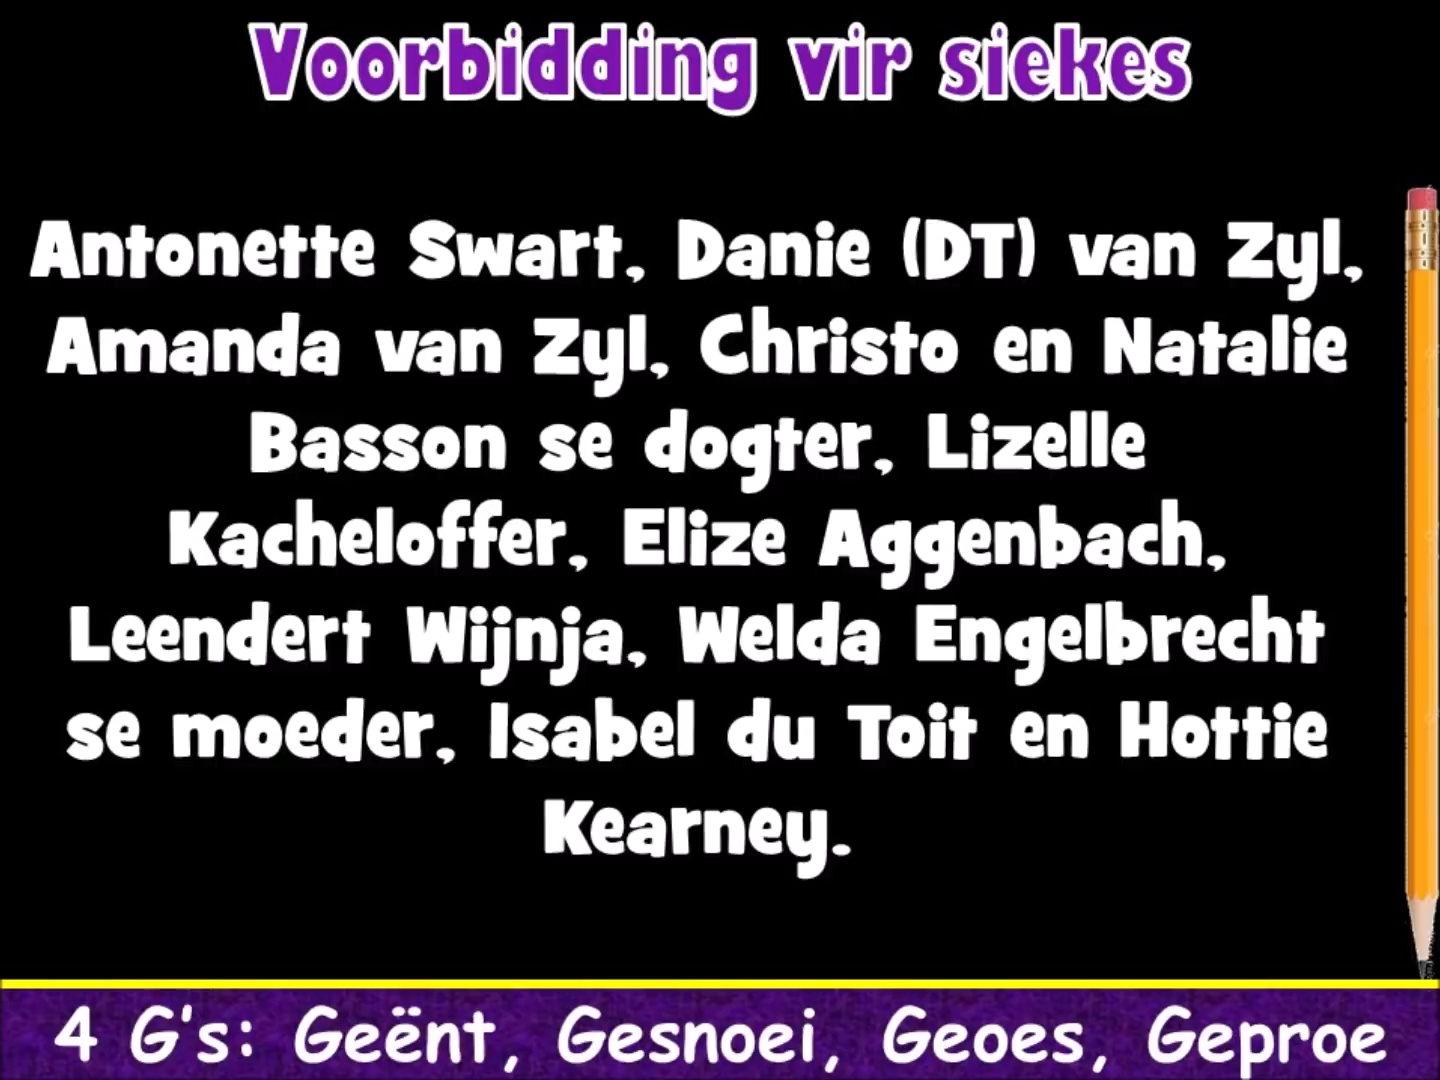 Voorbidding vir siekes
Antonette Swart, Danie (DT) van Zyl,
Amanda van Zyl, Christo en Natalie
Basson se dogter, Lizelle
Kacheloffer, Elize Aggenbach,
Leendert Wijnja, Welda Engelbrecht
se moeder, Isabel du Toit en Hottie
Kearney.
4 G's: Geënt, Gesnoei, Geoes, Geproe